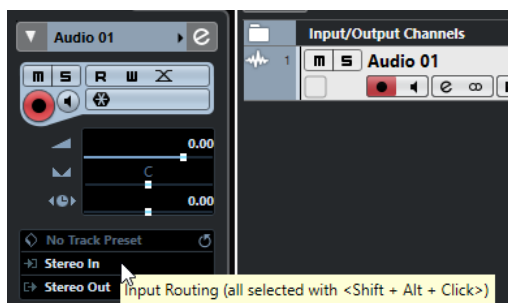 Audio 01
m S R W
0.00
C
0.00
No Track Preset
Stereo In
Stereo Out
Input/Output Channels
1 m S Audio 01
e
Input Routing (all selected with <Shift + Alt + Click>)